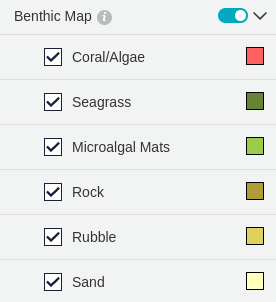 Benthic Map i
Coral/Algae
Seagrass
Microalgal Mats
Rock
Rubble
Sand